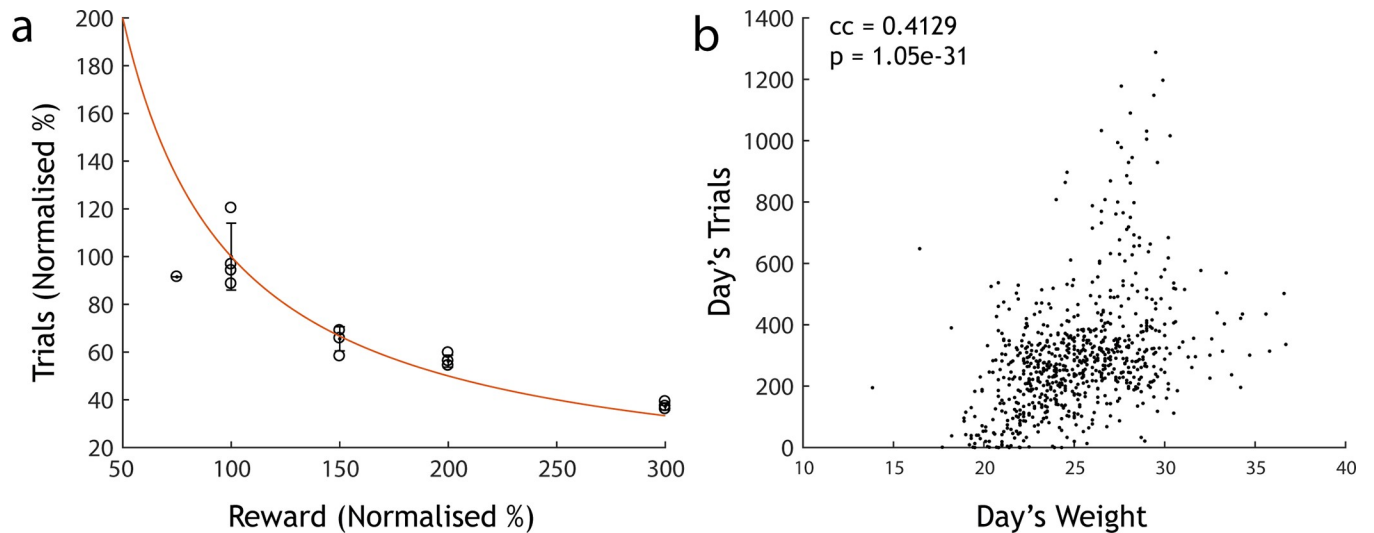 a
200
180
160
140
120
100
80
60
40
20
Trials (Normalised %)
50 100 150 200 250 300
Reward (Normalised %)
b
cc = 0.4129
p = 1.05e-31
1400
1200
1000
800
600
400
200
0
Day's Trials
10 15 20 25 30 35 40
Day's Weight